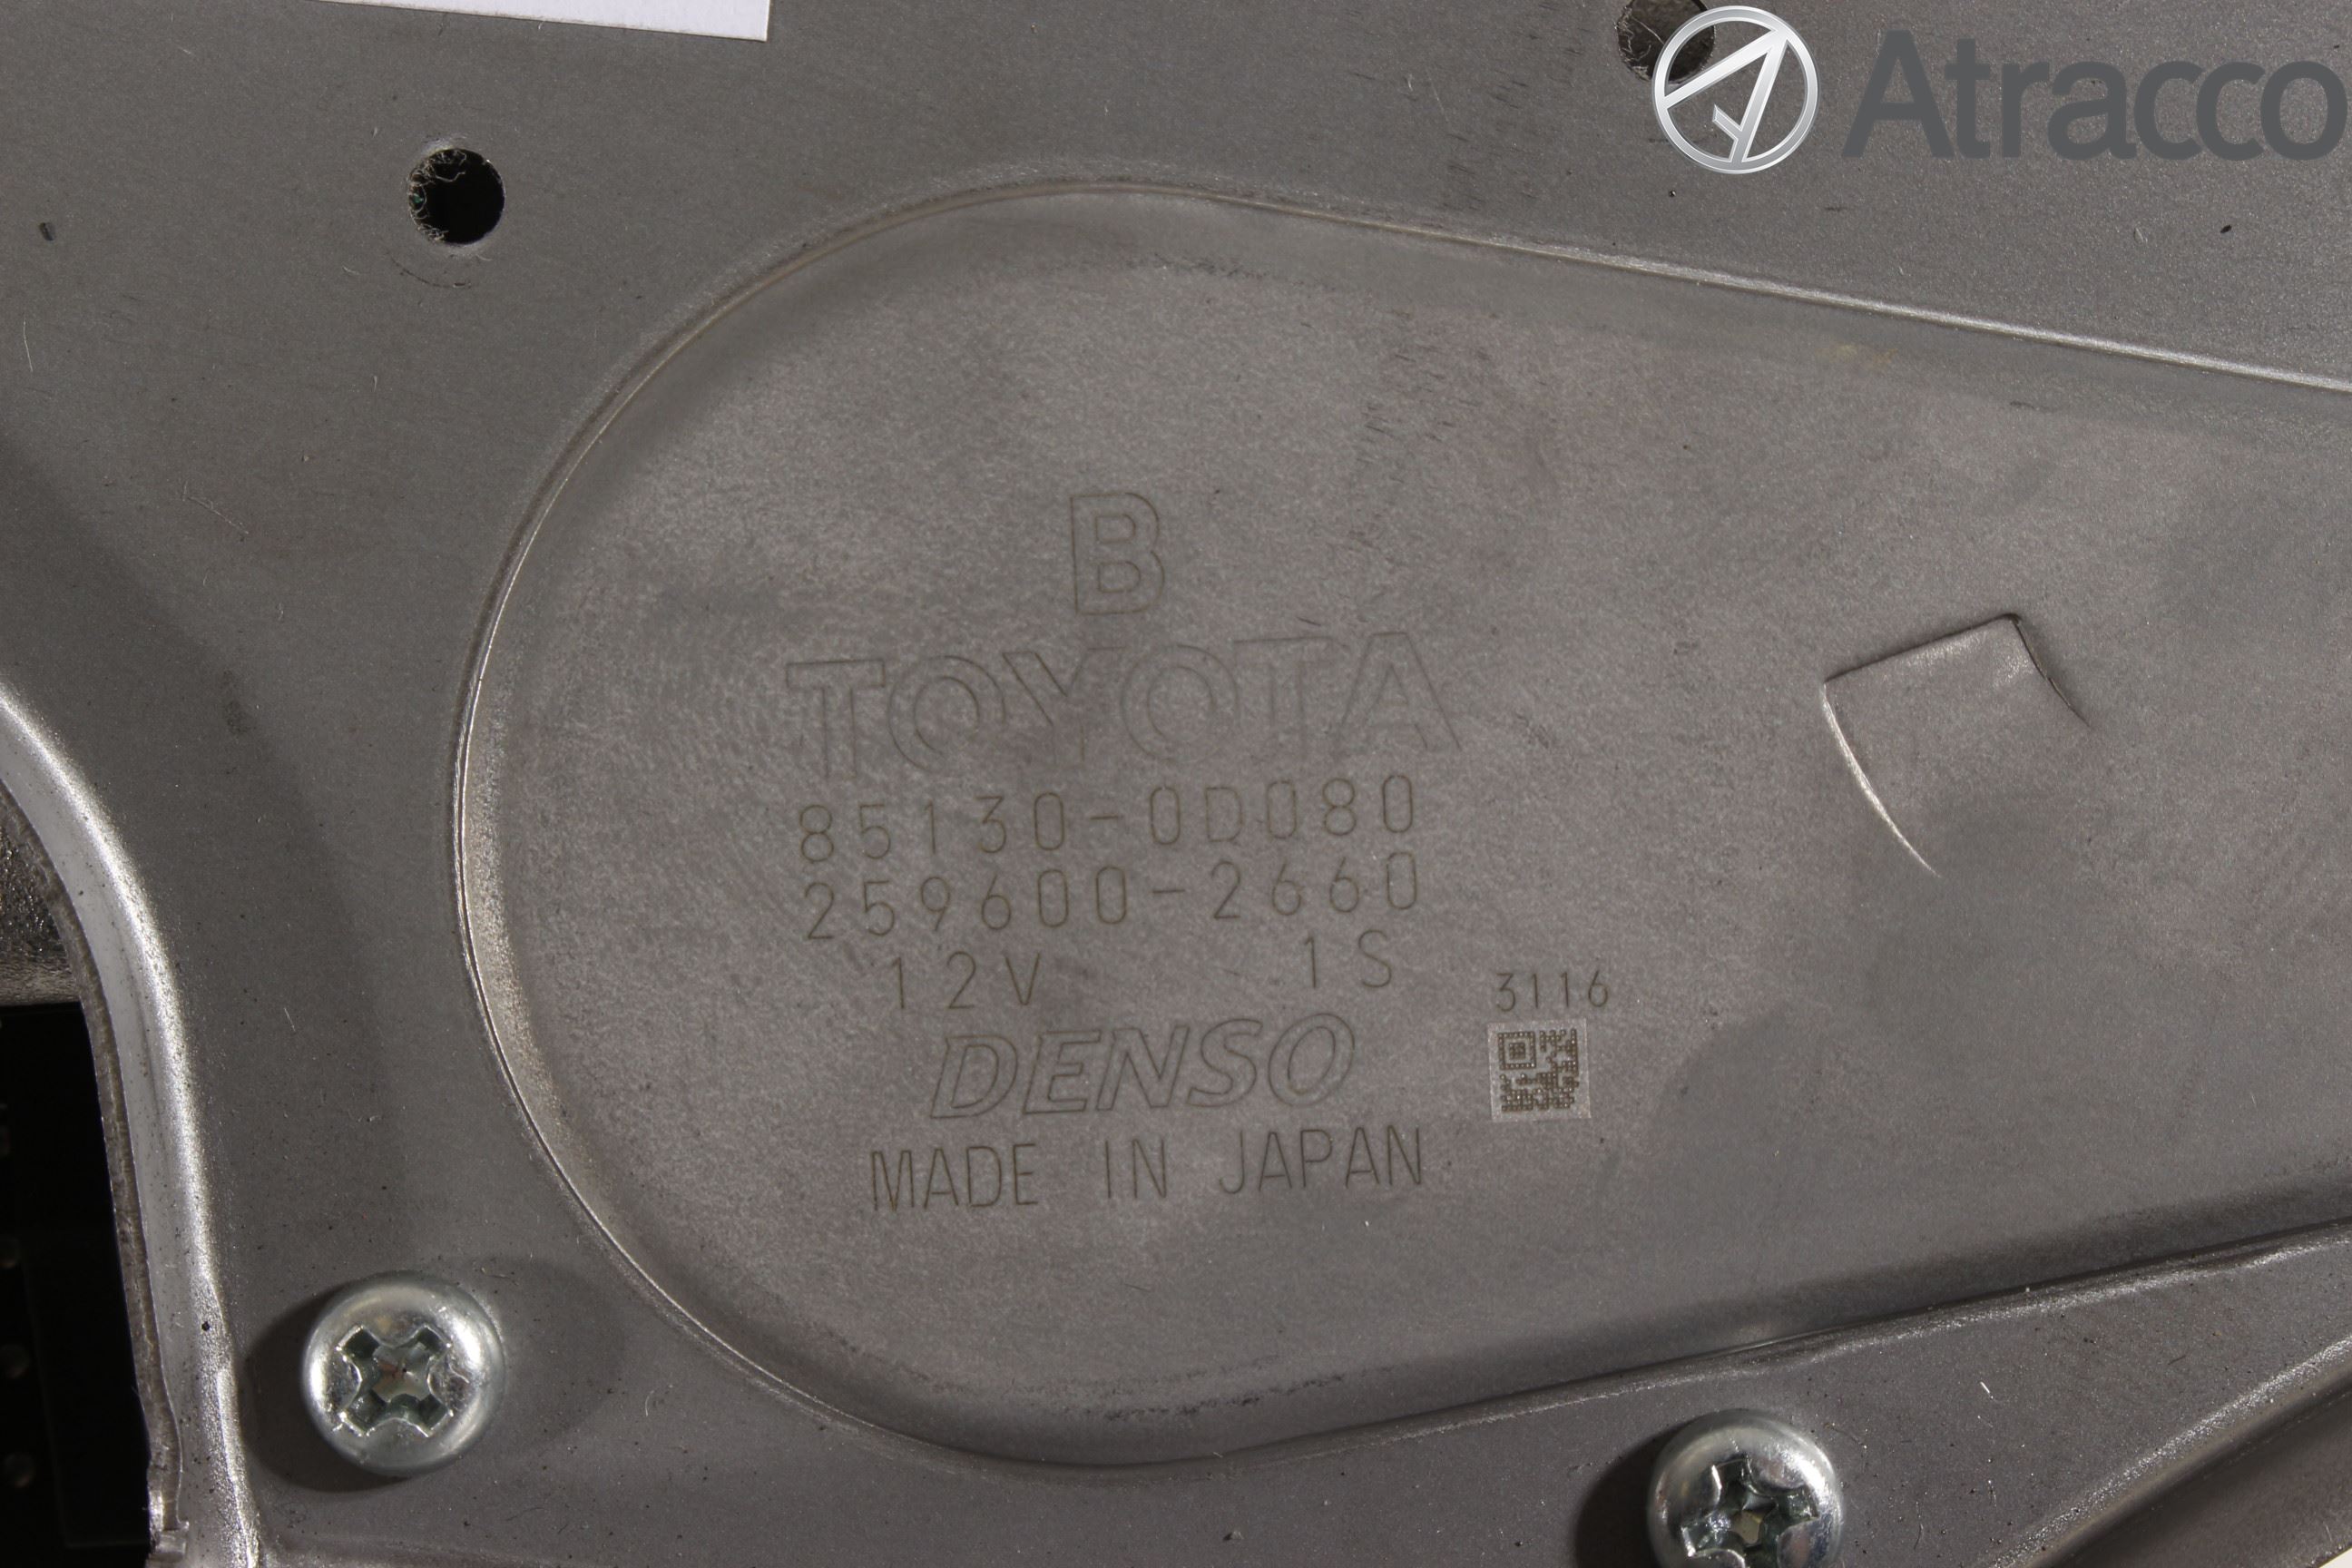 Atracco
B
TOYOTA
85130-0D080
259600-2660
12V 1S
3116
DENSO
MADE IN JAPAN